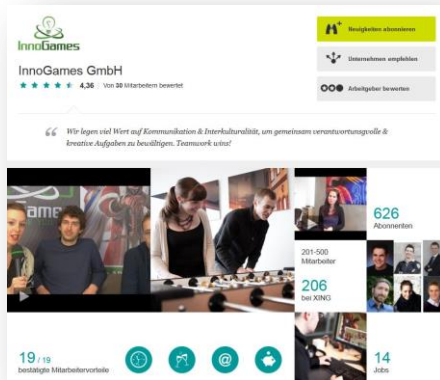 InnoGames
InnoGames GmbH
4,36 Von 30 Mitarbeitern bewertet
Neuigkeiten abonnieren
Unternehmen empfehlen
Arbeitgeber bewerten
Wir legen viel Wert auf Kommunikation & Interkulturalität, um gemeinsam verantwortungsvolle &
kreative Aufgaben zu bewältigen. Teamwork wins!
626
Abonnenten
201-500
Mitarbeiter
206
bei XING
19 / 19
bestätigte Mitarbeitervorteile
14
Jobs